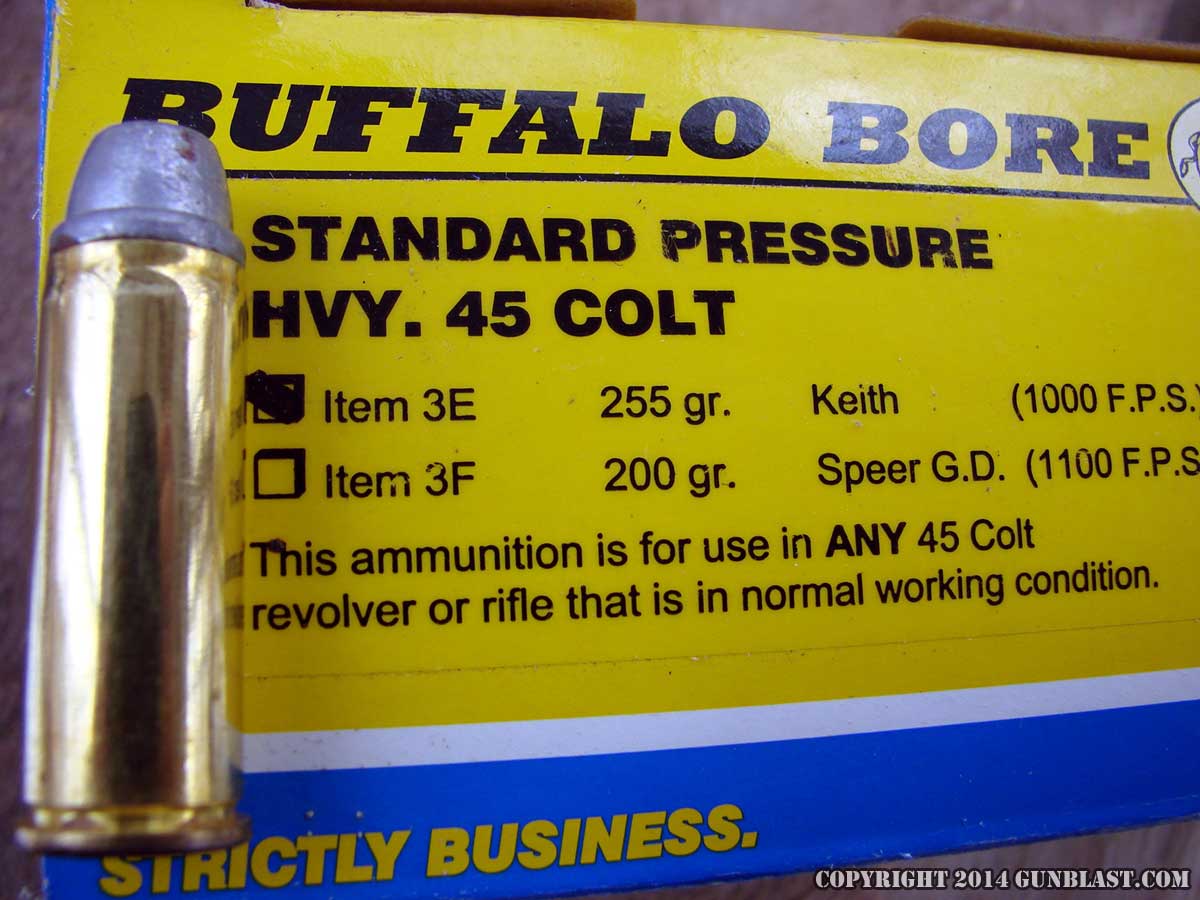 BUFFALO BORE
STANDARD PRESSURE
HVY. 45 COLT
Item 3E 255 gr. Keith (1000 F.P.S.)
Item 3F 200 gr. Speer G.D. (1100 F.P.S
This ammunition is for use in ANY 45 Colt
revolver or rifle that is in normal working condition.
STRICTLY BUSINESS.
COPYRIGHT 2014 GUNBLAST.COM